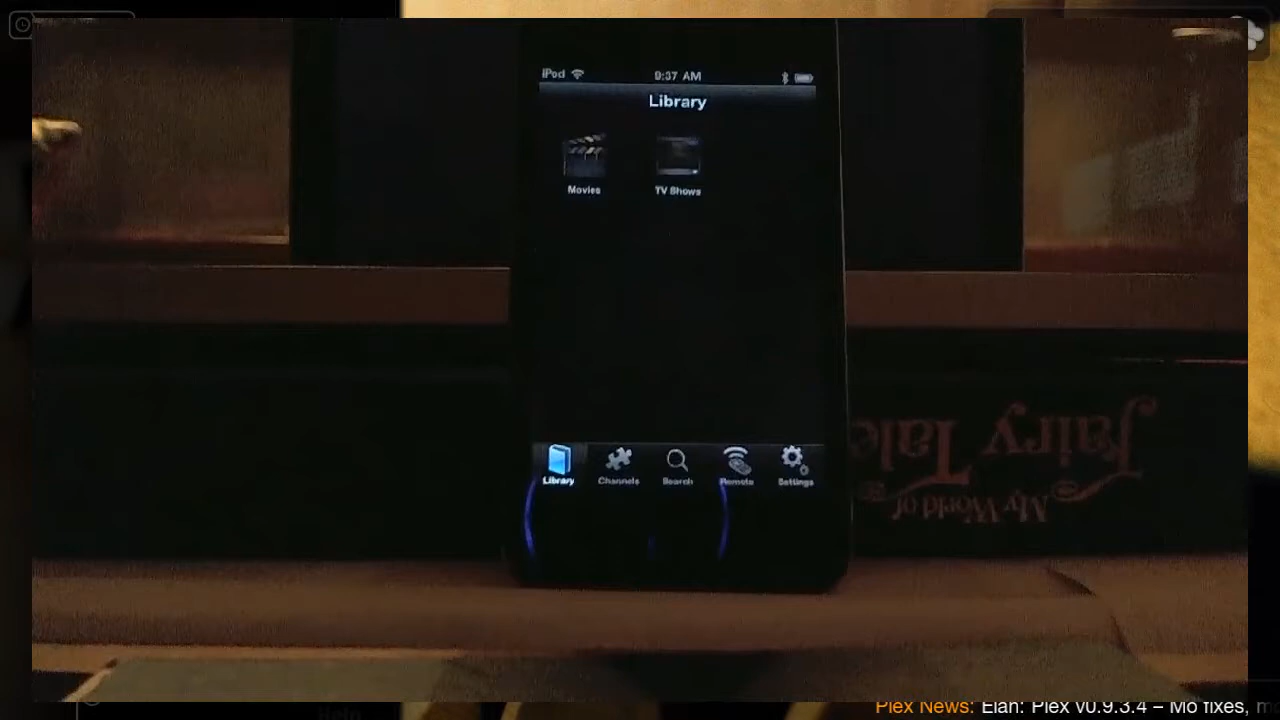 iPod 9:37 AM
Library
Movies TV Shows
Library Channels Search Remote Settings
Fairy Tale
My World of
Help
Plex News: Elan: Plex v0.9.3.4 – Mo fixes, m